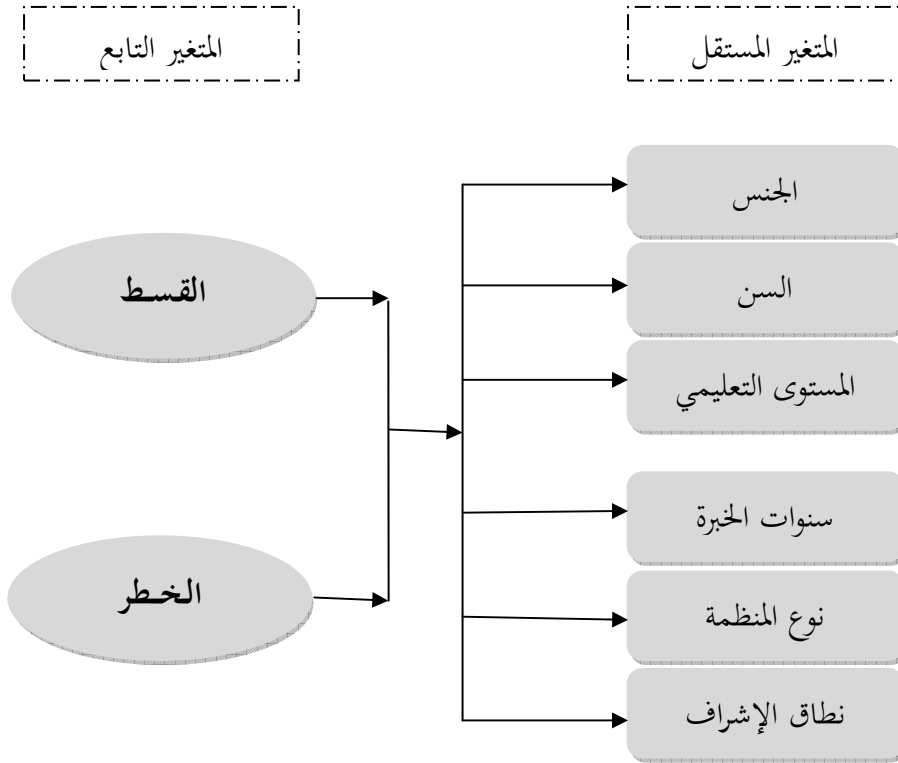 المتغير المستقل
المتغير التابع
الجنس
السن
القسط
المستوى التعليمي
سنوات الخبرة
الخطر
نوع المنظمة
نطاق الإشراف